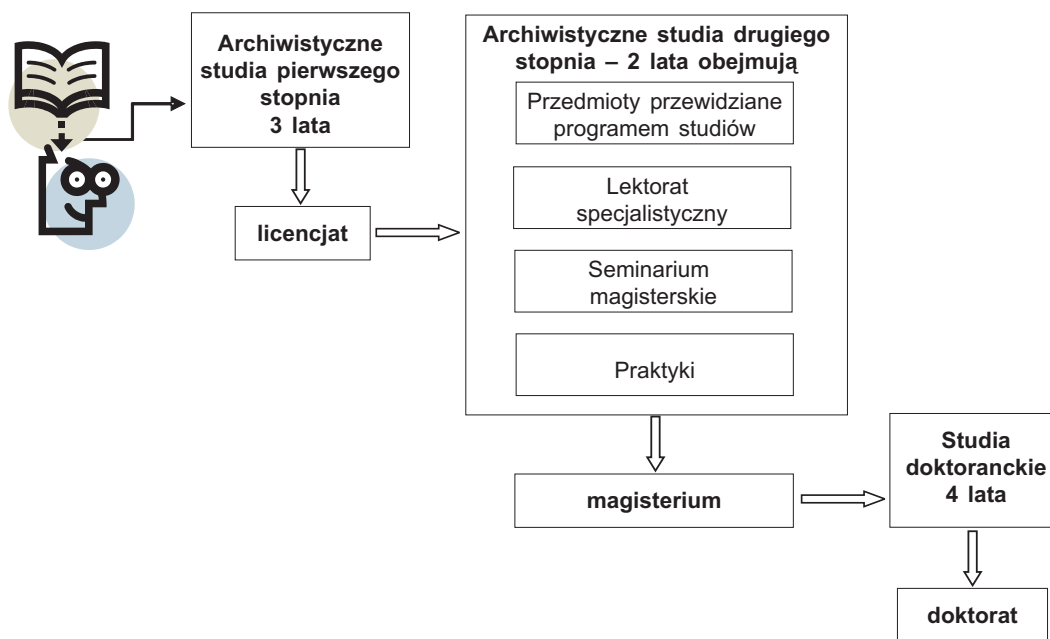 Archiwistyczne
studia pierwszego
stopnia
3 lata
licencjat
Archiwistyczne studia drugiego
stopnia – 2 lata obejmują
Przedmioty przewidziane
programem studiów
Lektorat
specjalistyczny
Seminarium
magisterskie
Praktyki
magisterium
Studia
doktoranckie
4 lata
doktorat